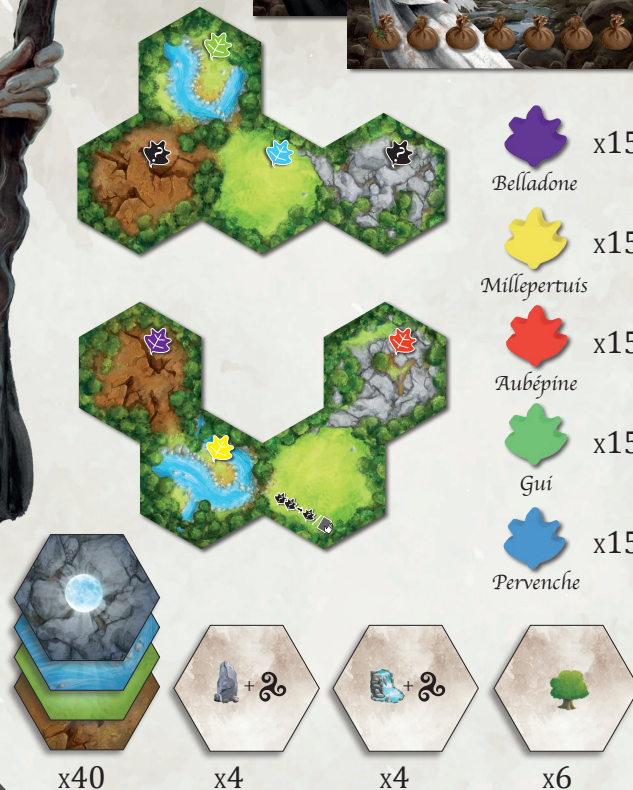 x15
Belladone
x15
Millepertuis
x15
Aubépine
x15
Gui
x15
Pervenche
+
+
x40
x4
x4
x6